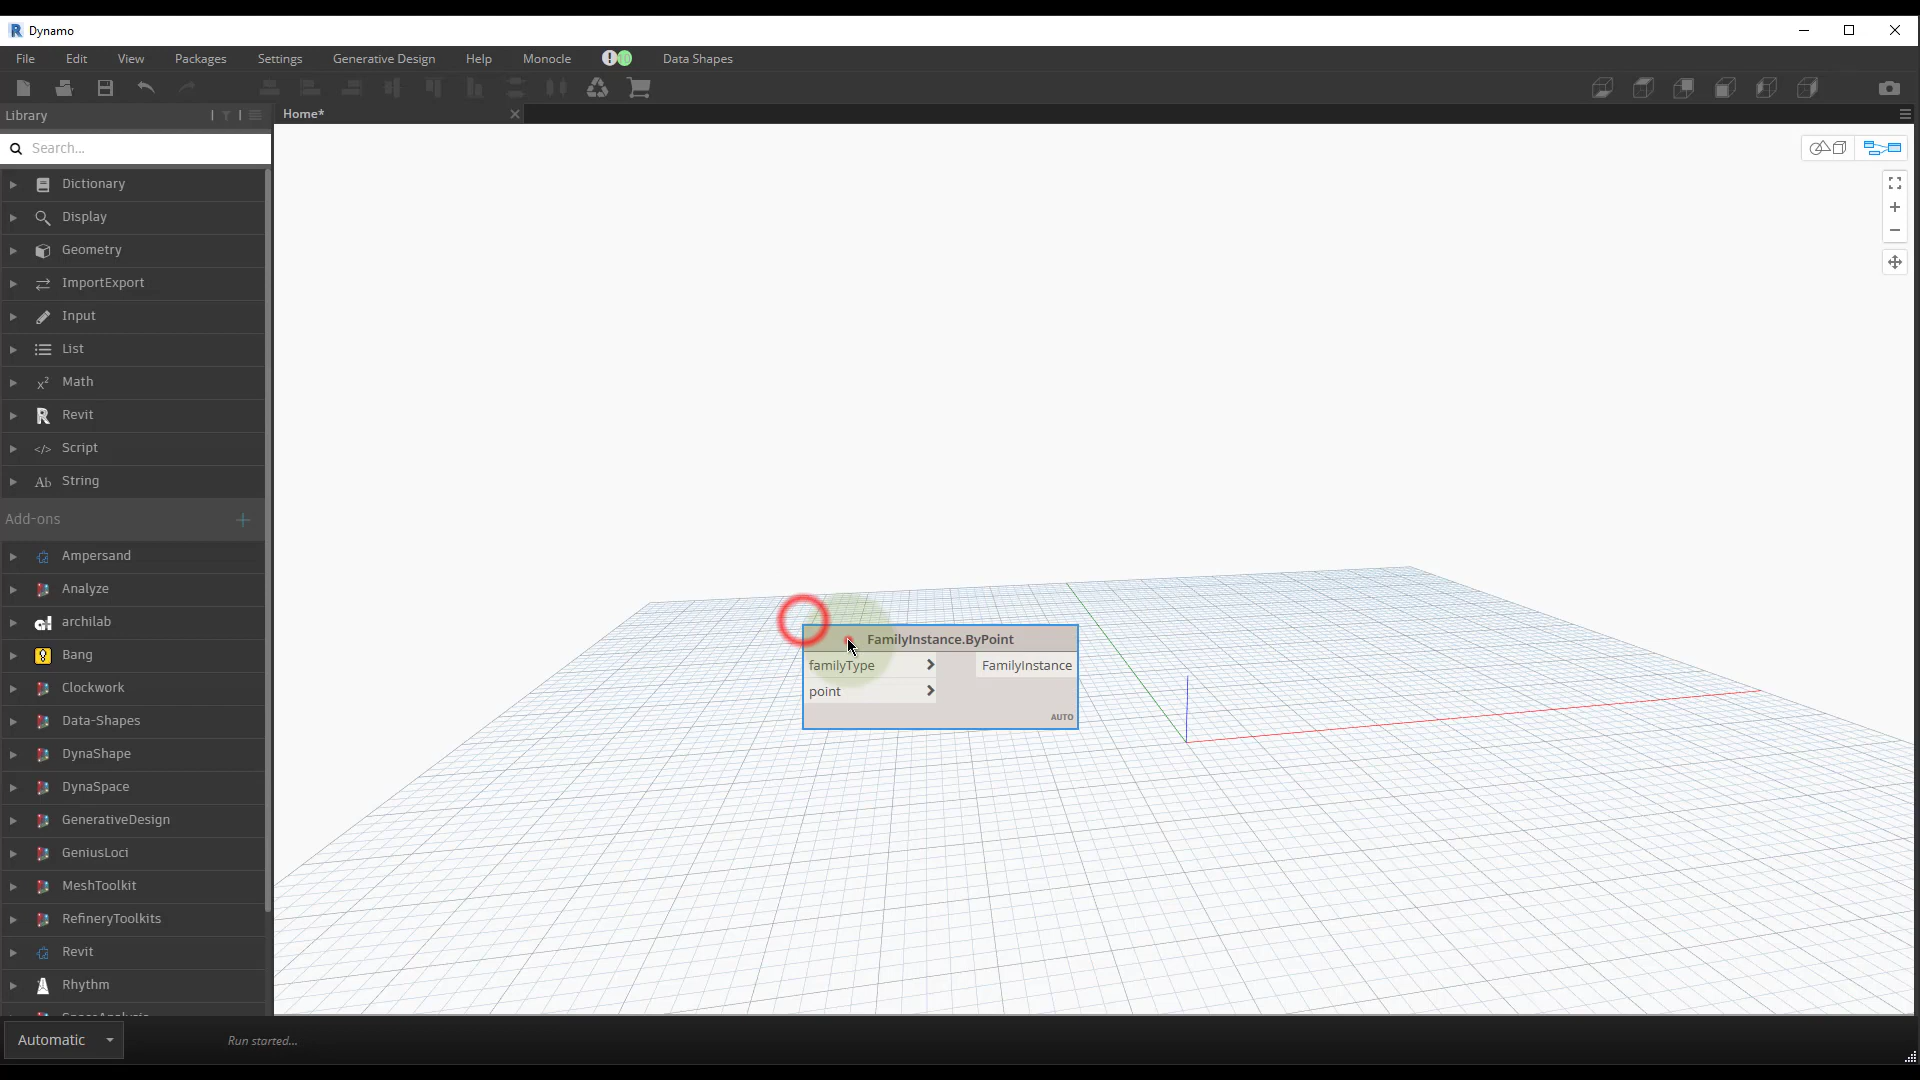 Dynamo
File Edit View Packages Settings Generative Design Help Monocle Data Shapes
Library
Home*
Search...
Dictionary
Display
Geometry
ImportExport
Input
List
Math
Revit
Script
String
Add-ons
Ampersand
Analyze
archilab
Bang
Clockwork
Data-Shapes
DynaShape
DynaSpace
GenerativeDesign
GeniusLoci
MeshToolkit
RefineryToolkits
Revit
Rhythm
FamilyInstance.ByPoint
familyType FamilyInstance
point
AUTO
Automatic Run started...